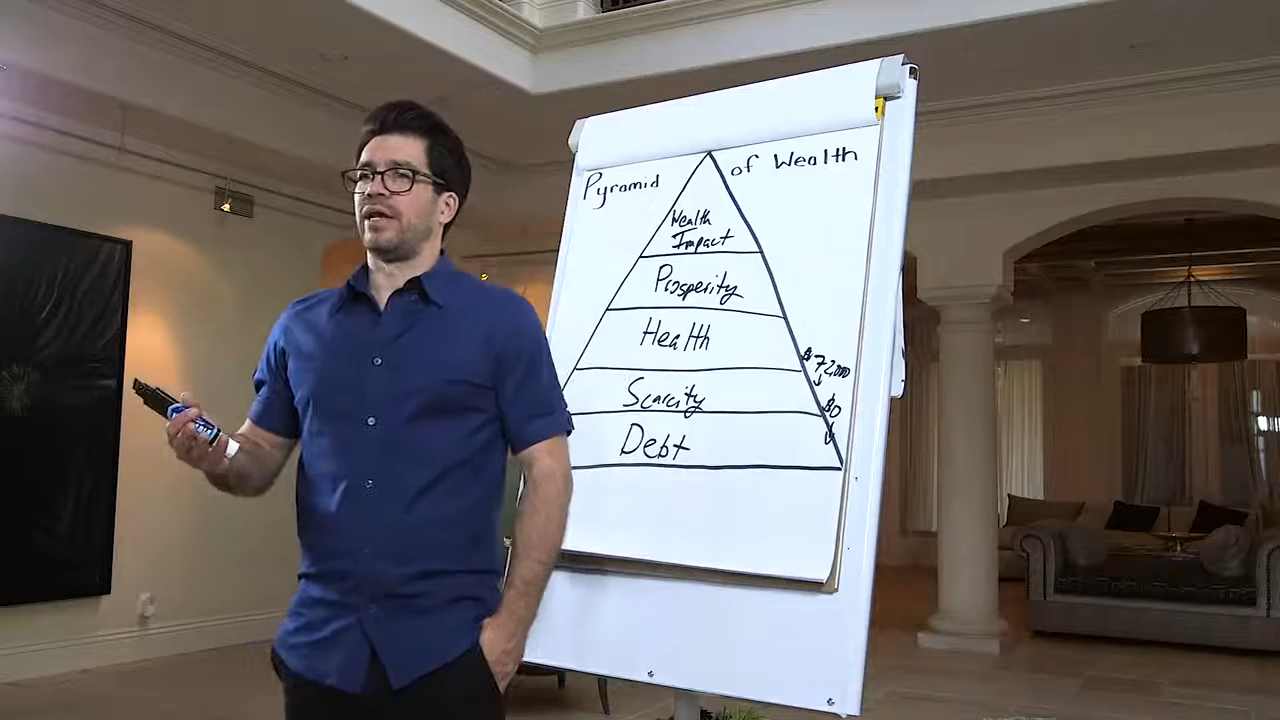 Pyramid of Wealth
Wealth
Impact
Prosperity
Health
$72,000
Scarcity
$0
Debt